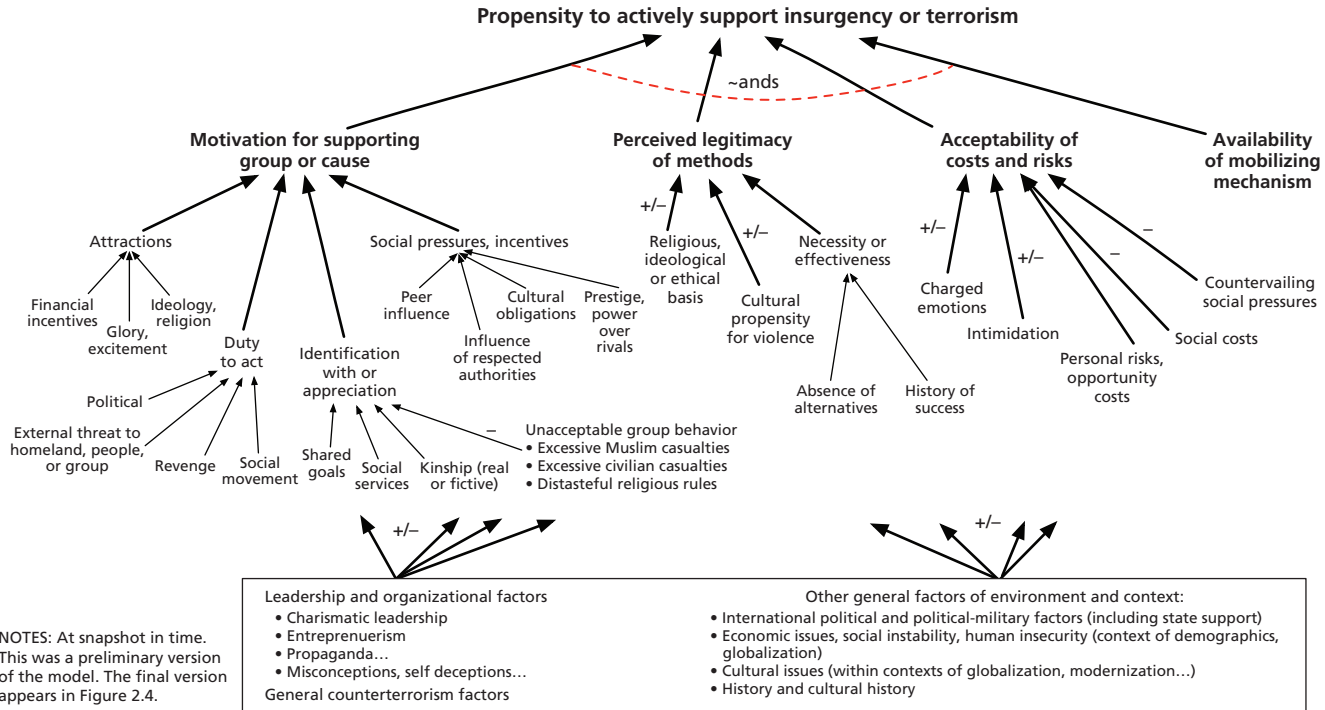 Propensity to actively support insurgency or terrorism
~ands
Motivation for supporting
group or cause
Perceived legitimacy
of methods
Acceptability of
costs and risks
Availability
of mobilizing
mechanism
Attractions
Financial
incentives
Glory,
excitement
Ideology,
religion
Duty
to act
Political
External threat to
homeland, people,
or group
Revenge
Social
movement
Identification
with or
appreciation
Shared
goals
Social
services
Kinship (real
or fictive)
–
Unacceptable group behavior
• Excessive Muslim casualties
• Excessive civilian casualties
• Distasteful religious rules
Social pressures, incentives
Peer
influence
Influence
of respected
authorities
Cultural
obligations
Prestige,
power
over
rivals
+/–
Religious,
ideological
or ethical
basis
+/–
Cultural
propensity
for violence
Necessity or
effectiveness
Absence of
alternatives
History of
success
+/–
Charged
emotions
+/–
Intimidation
Personal risks,
opportunity
costs
–
Social costs
–
Countervailing
social pressures
+/–
+/–
Leadership and organizational factors
• Charismatic leadership
• Entreprenuerism
• Propaganda…
• Misconceptions, self deceptions…
General counterterrorism factors
Other general factors of environment and context:
• International political and political-military factors (including state support)
• Economic issues, social instability, human insecurity (context of demographics,
globalization)
• Cultural issues (within contexts of globalization, modernization…)
• History and cultural history
NOTES: At snapshot in time.
This was a preliminary version
of the model. The final version
appears in Figure 2.4.